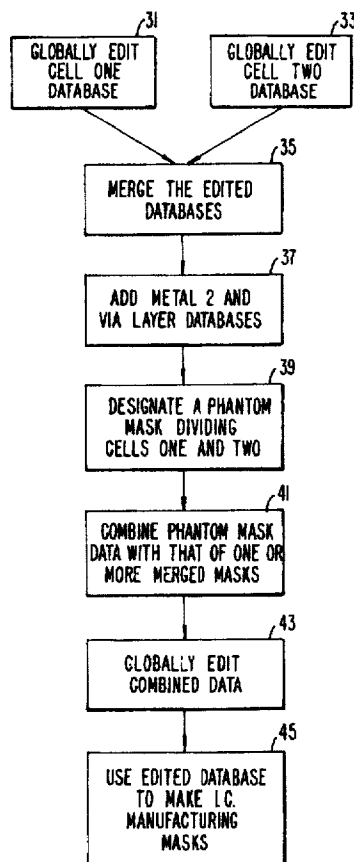 31
GLOBALLY EDIT
CELL ONE
DATABASE
33
GLOBALLY EDIT
CELL TWO
DATABASE
35
MERGE THE EDITED
DATABASES
37
ADD METAL 2 AND
VIA LAYER DATABASES
39
DESIGNATE A PHANTOM
MASK DIVIDING
CELLS ONE AND TWO
41
COMBINE PHANTOM MASK
DATA WITH THAT OF ONE OR
MORE MERGED MASKS
43
GLOBALLY EDIT
COMBINED DATA
45
USE EDITED DATABASE
TO MAKE I.C.
MANUFACTURING
MASKS